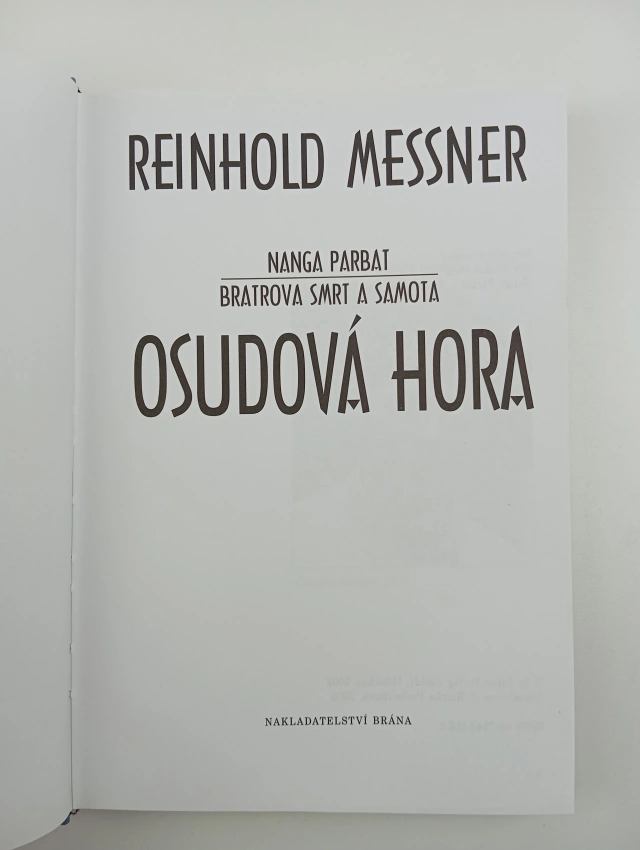 REINHOLD MESSNER
NANGA PARBAT
BRATROVA SMRT A SAMOTA
OSUDOVÁ HORA
NAKLADATELSTVÍ BRÁNA